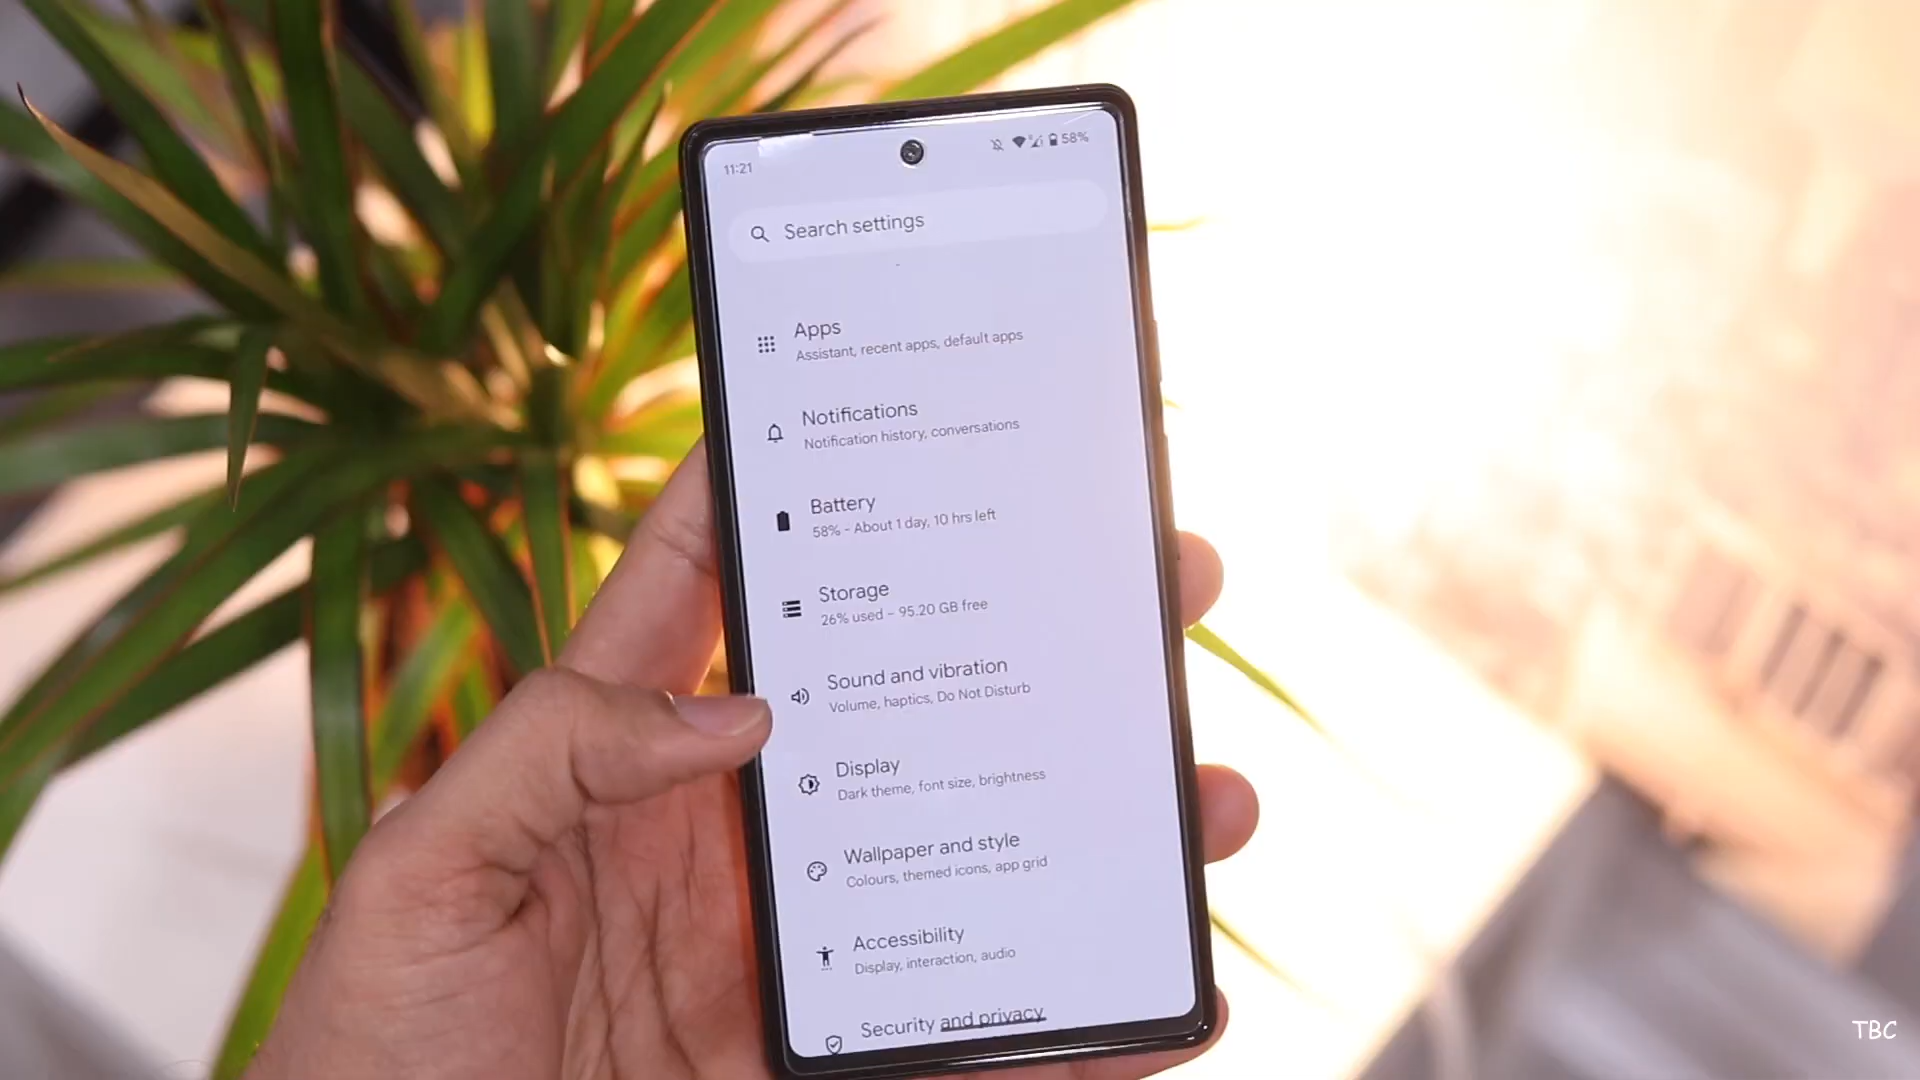 11:21
58%
Search settings
Apps
Assistant, recent apps, default apps
Notifications
Notification history, conversations
Battery
58% - About 1 day, 10 hrs left
Storage
26% used - 95.20 GB free
Sound and vibration
Volume, haptics, Do Not Disturb
Display
Dark theme, font size, brightness
Wallpaper and style
Colours, themed icons, app grid
Accessibility
Display, interaction, audio
Security and privacy
TBC